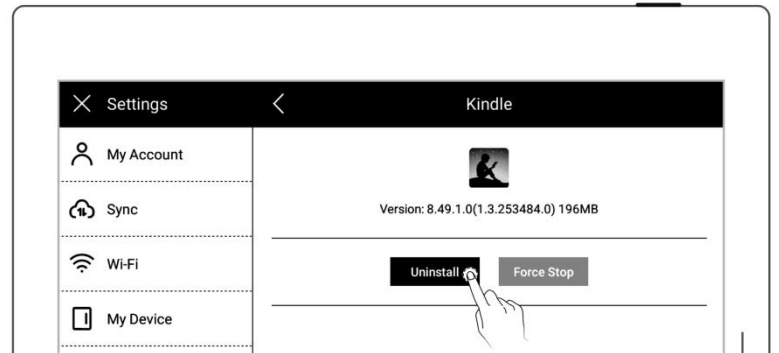 Settings
Kindle
My Account
Sync
Wi-Fi
My Device
Version: 8.49.1.0(1.3.253484.0) 196MB
Uninstall
Force Stop